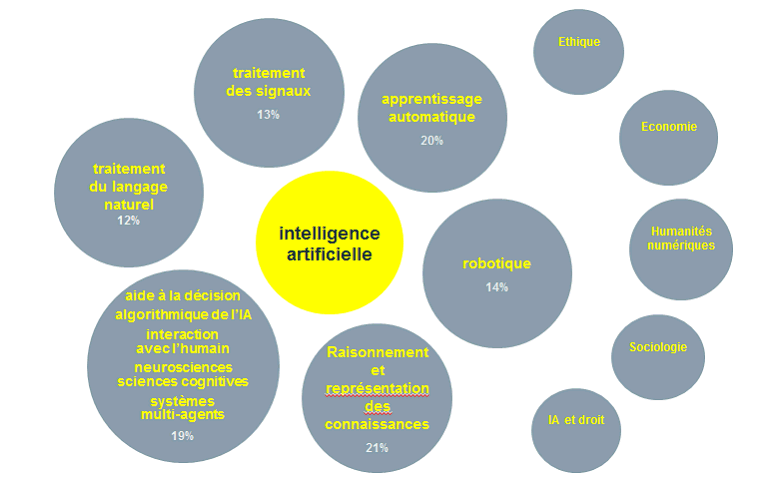 traitement
des signaux
13%
apprentissage
automatique
20%
Ethique
Economie
traitement
du langage
naturel
12%
intelligence
artificielle
robotique
14%
Humanités
numériques
aide à la décision
algorithmique de l'IA
interaction
avec l'humain
neurosciences
sciences cognitives
systèmes
multi-agents
19%
Raisonnement
et
représentation
des
connaissances
21%
Sociologie
IA et droit